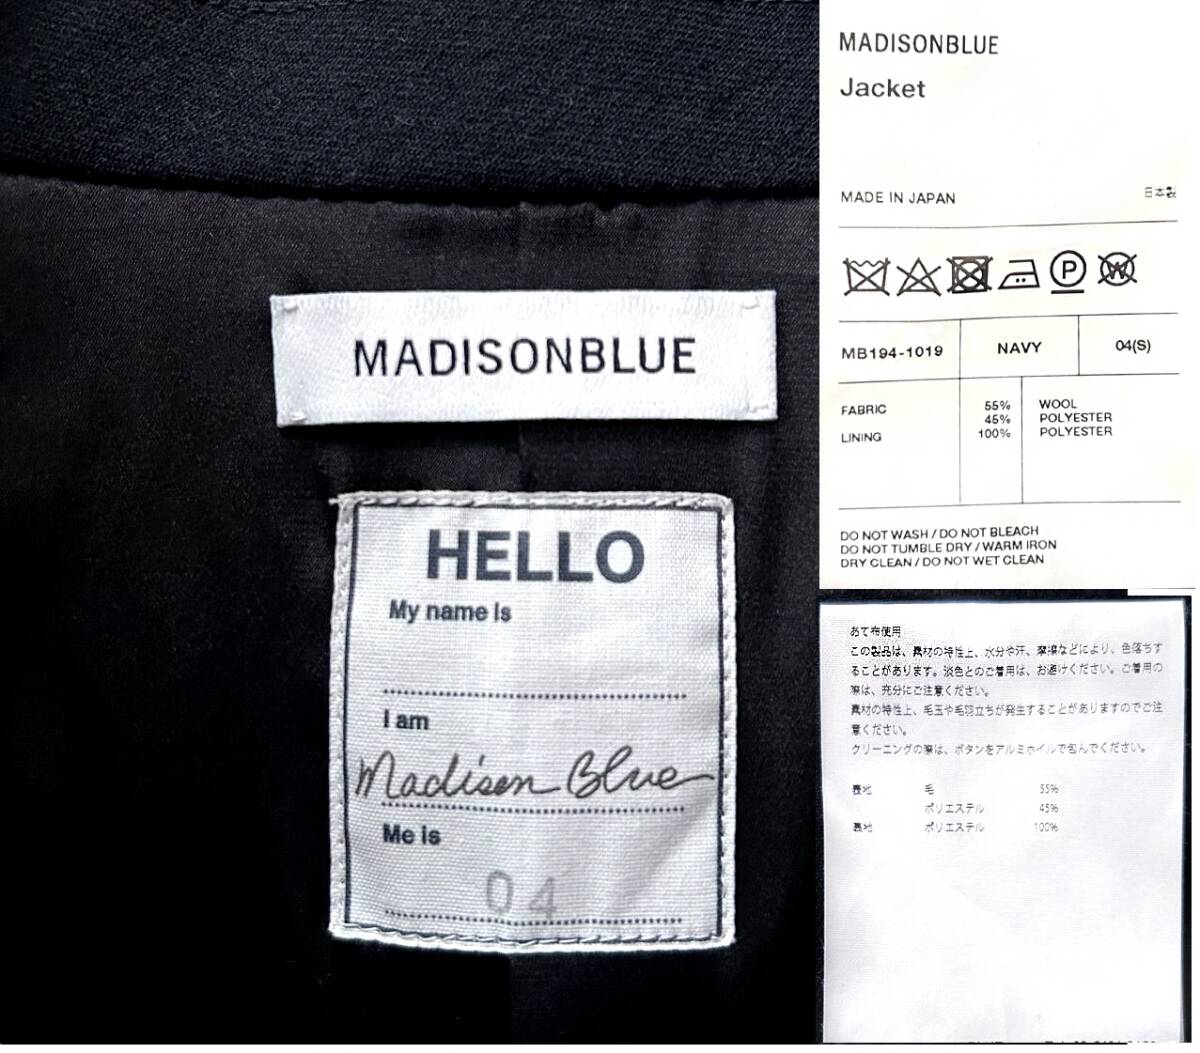 MADISONBLUE
HELLO
My name is
I am
Madison Blue
Me is
04
MADISONBLUE
Jacket
MADE IN JAPAN 日本製
P W
MB194-1019 NAVY 04(S)
FABRIC 55% WOOL
45% POLYESTER
LINING 100% POLYESTER
DO NOT WASH / DO NOT BLEACH
DO NOT TUMBLE DRY / WARM IRON
DRY CLEAN / DO NOT WET CLEAN
あて布使用
この製品は、素材の特性上、水分や汗、摩擦などにより、色落ちす
ることがあります。淡色とのご着用は、お避けください。ご着用の
際は、充分にご注意ください。
素材の特性上、毛玉や毛羽立ちが発生することがありますのでご注
意ください。
クリーニングの際は、ボタンをアルミホイルで包んでください。
表地 毛 55%
ポリエステル 45%
裏地 ポリエステル 100%